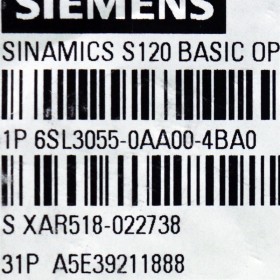 SIEMENS
SINAMICS S120 BASIC OP
1P 6SL3055-0AA00-4BA0
S XAR518-022738
31P A5E39211888